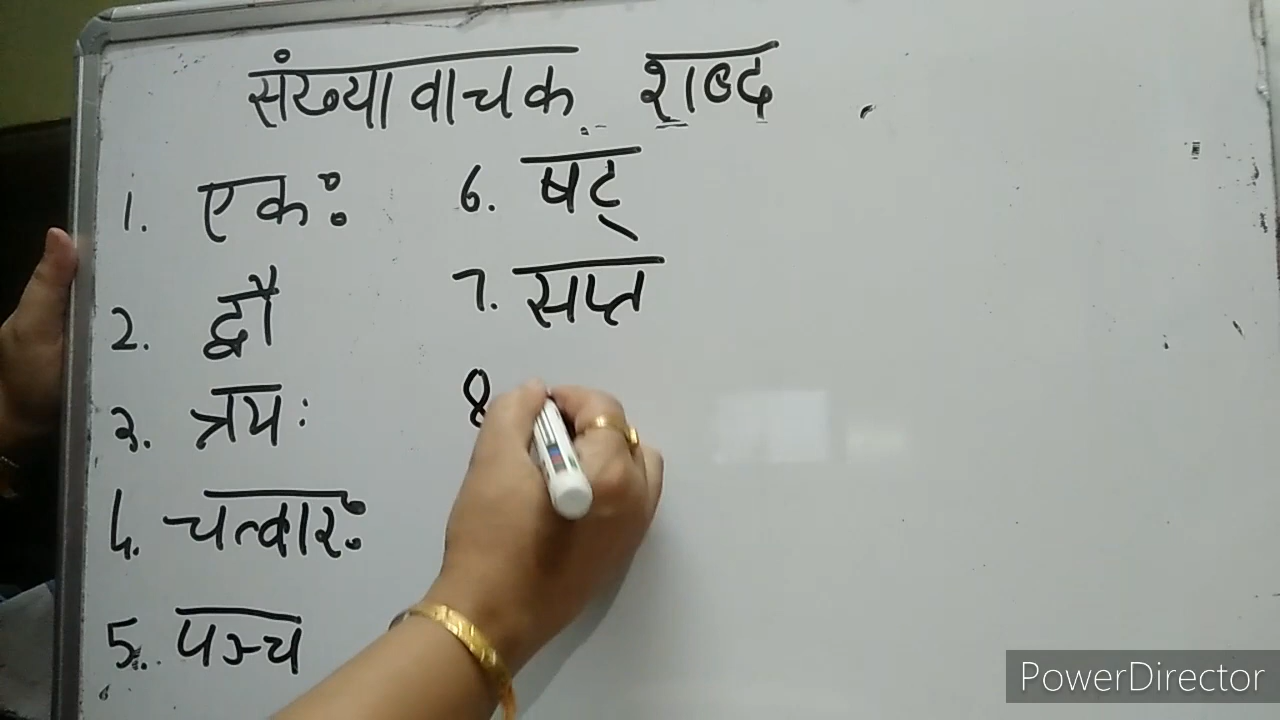 संख्यावाचक शब्द
1. एकः
2. द्वौ
3. त्रयः
4. चत्वारः
5. पञ्च
6. षट्
7. सप्त
8
PowerDirector